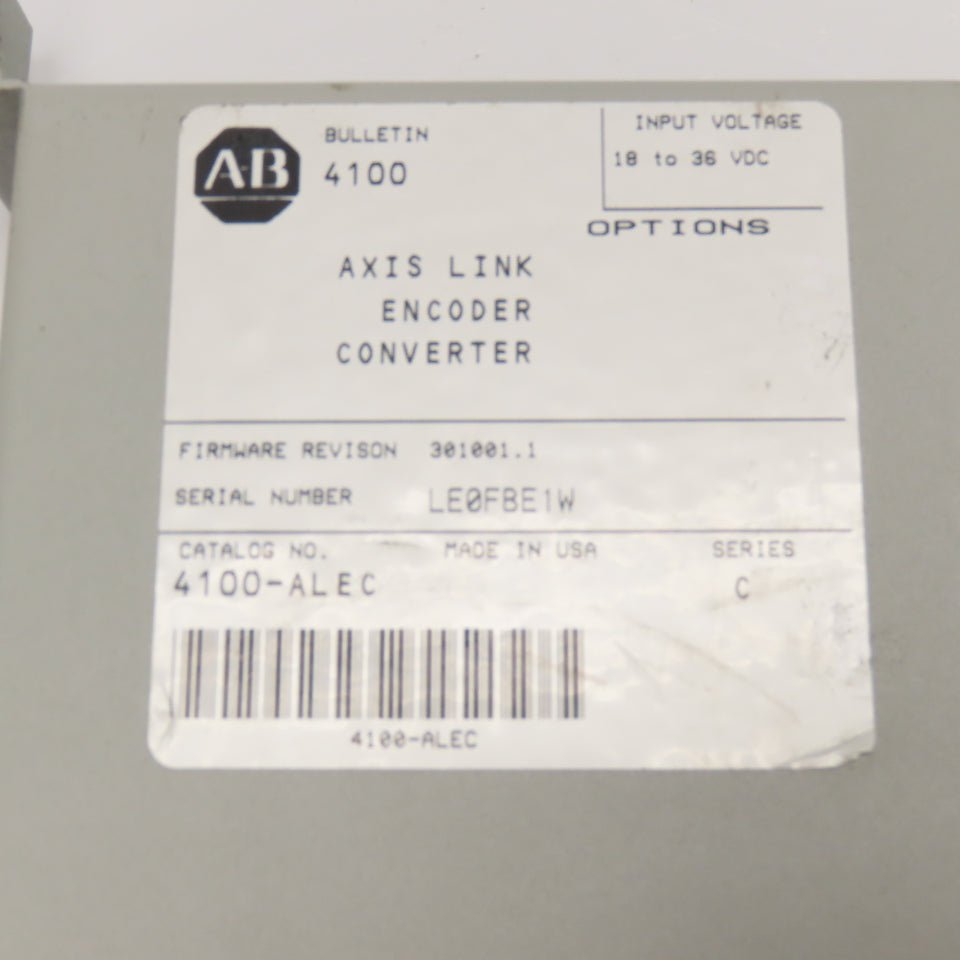 A-B
BULLETIN
4100
INPUT VOLTAGE
18 to 36 VDC
OPTIONS
AXIS LINK
ENCODER
CONVERTER
FIRMWARE REVISON 301001.1
SERIAL NUMBER LE0FBE1W
CATALOG NO. MADE IN USA SERIES
4100-ALEC C
4100-ALEC